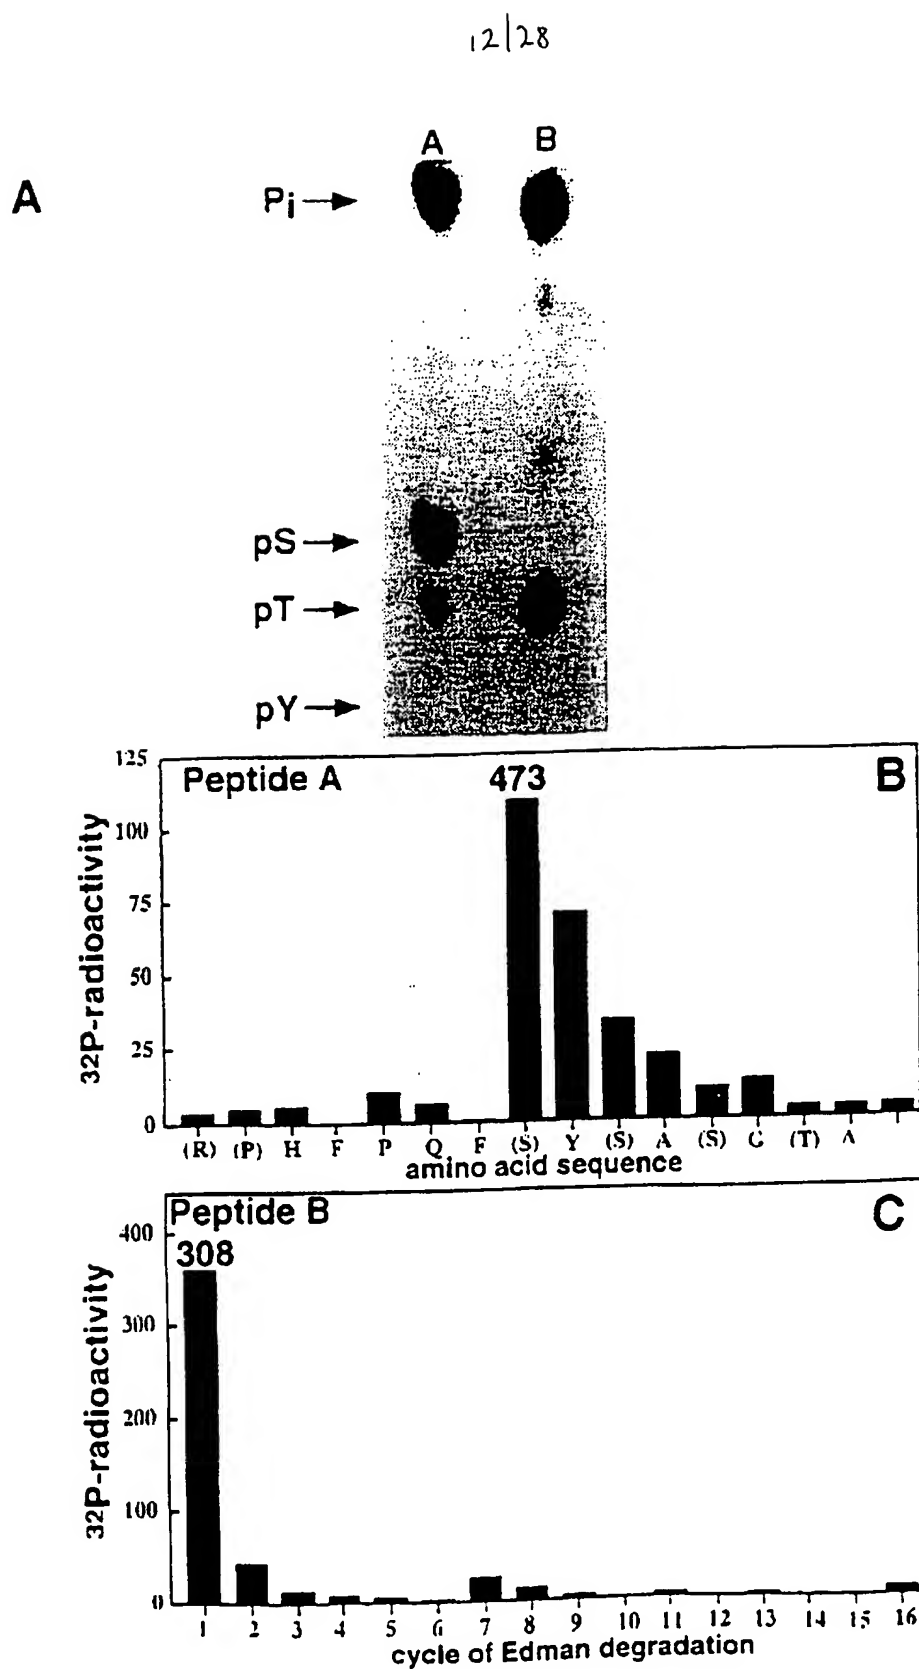 12/28
A B
A
Pi
pS
pT
pY
Peptide A 473 B
32P-radioactivity
125
100
75
50
25
0
(R) (P) H F P Q F (S) Y (S) A (S) G (T) A
amino acid sequence
Peptide B C
308
32P-radioactivity
400
300
200
100
0
1 2 3 4 5 6 7 8 9 10 11 12 13 14 15 16
cycle of Edman degradation